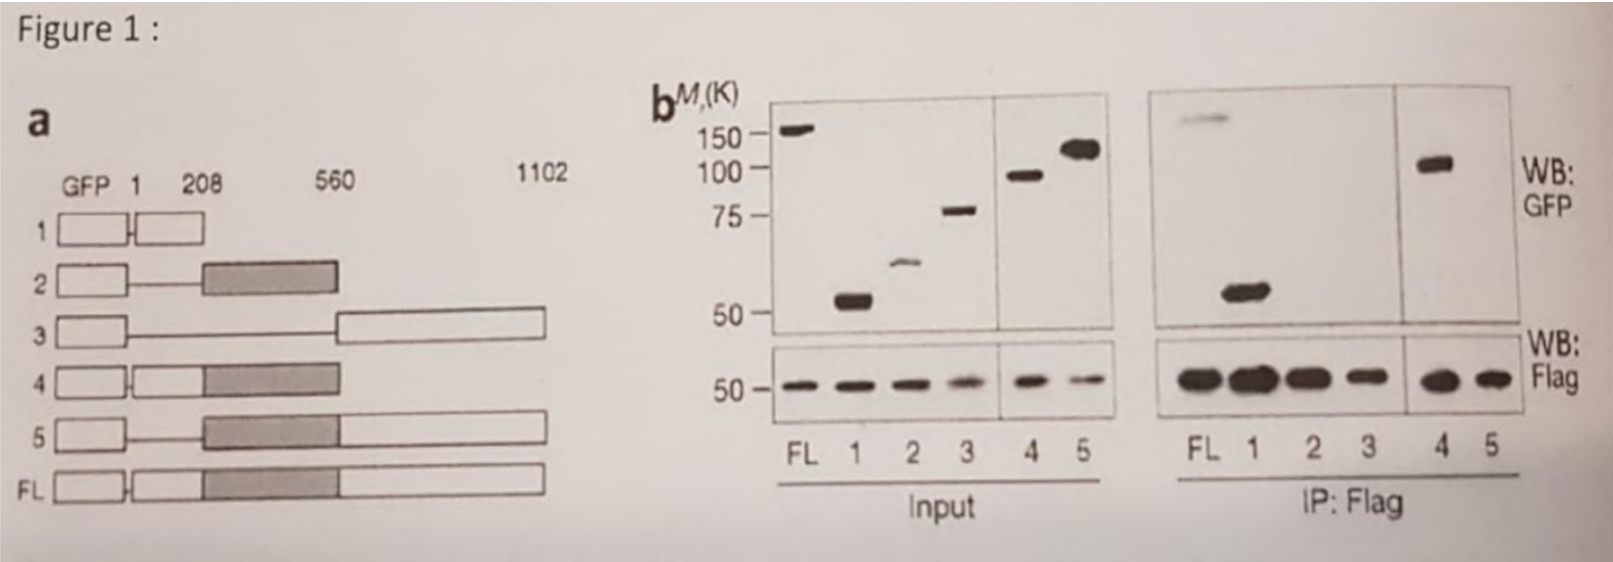 Figure 1 :
a
GFP 1 208 560 1102
1
2
3
4
5
FL
b
Mr(K)
150
100
75
50
50
FL 1 2 3 4 5
Input
FL 1 2 3 4 5
IP: Flag
WB:
GFP
WB:
Flag